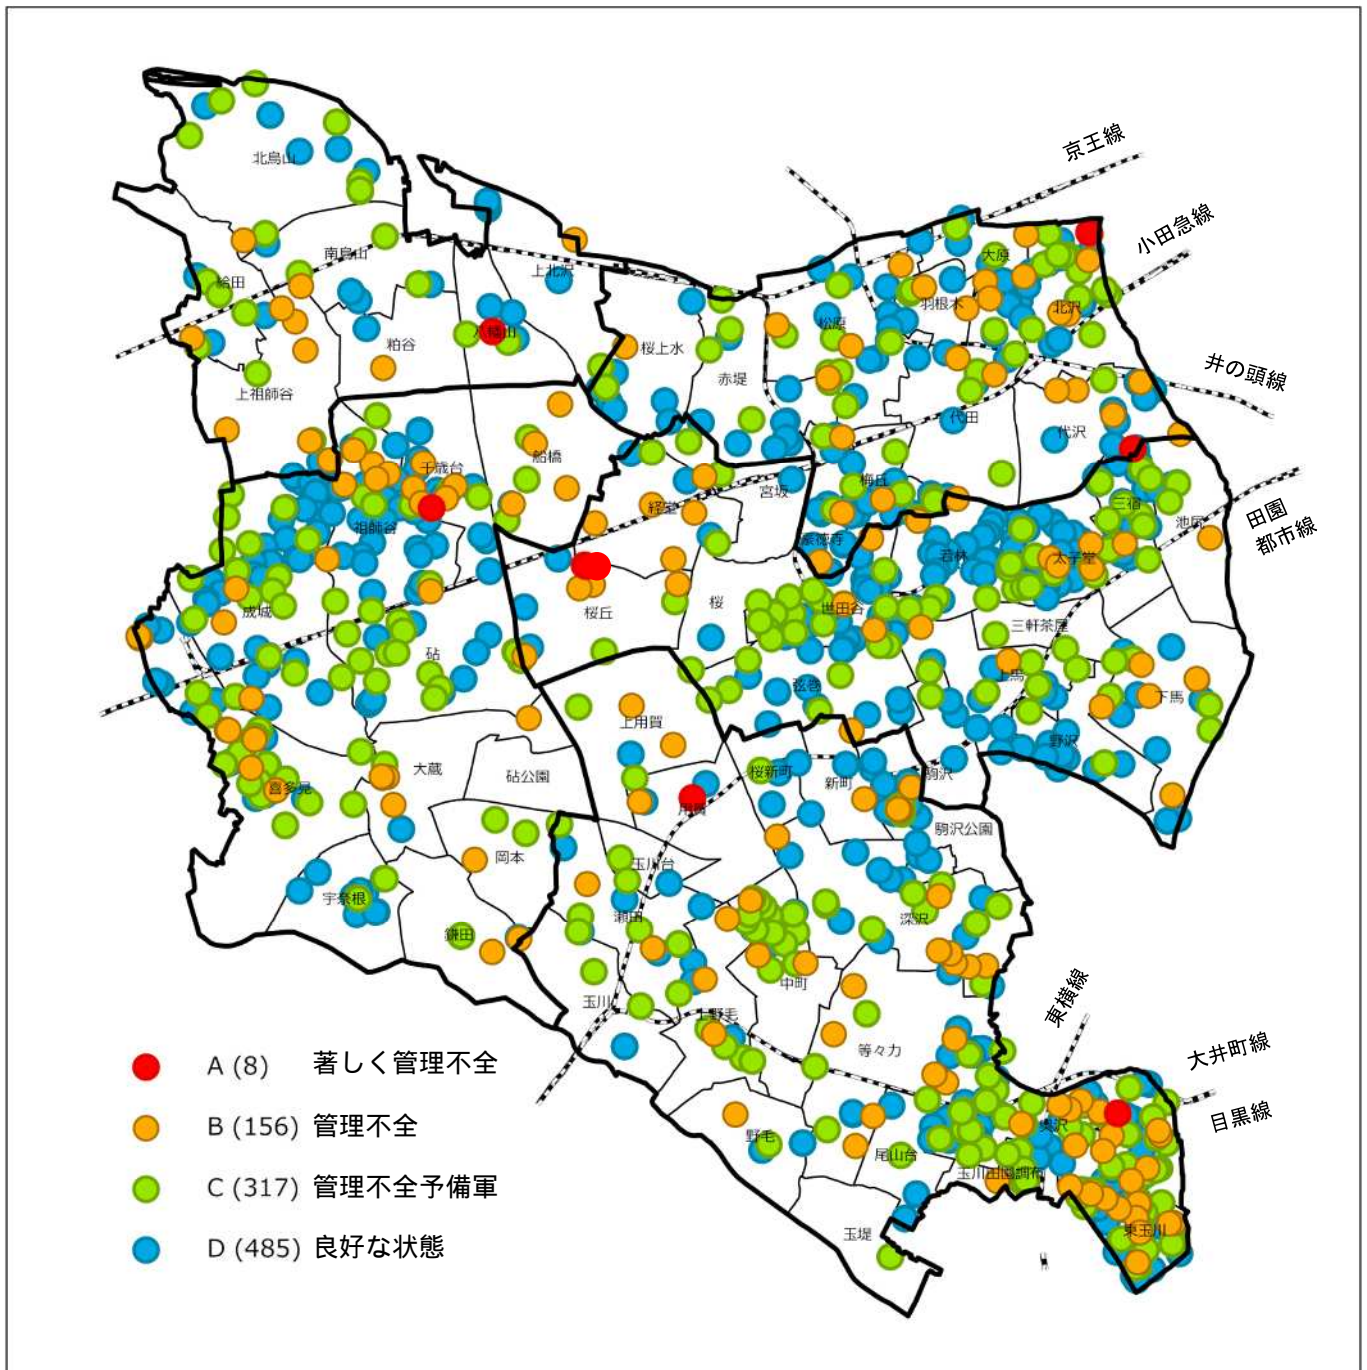 京王線
小田急線
北烏山
大原
南烏山
上北沢
給田
羽根木
北沢
松原
八幡山
粕谷
桜上水
井の頭線
赤堤
上祖師谷
代田
代沢
船橋
千歳台
梅丘
宮坂
三宿
経堂
池尻
田園
都市線
祖師谷
豪徳寺
若林
太子堂
桜
世田谷
成城
桜丘
三軒茶屋
砧
弦巻
上馬
下馬
上用賀
野沢
大蔵
砧公園
桜新町
新町
駒沢
喜多見
用賀
駒沢公園
岡本
玉川台
宇奈根
瀬田
深沢
鎌田
中町
玉川
上野毛
東横線
等々力
大井町線
目黒線
A (8) 著しく管理不全
B (156) 管理不全
C (317) 管理不全予備軍
D (485) 良好な状態
奥沢
野毛
尾山台
玉川田園調布
玉堤
東玉川